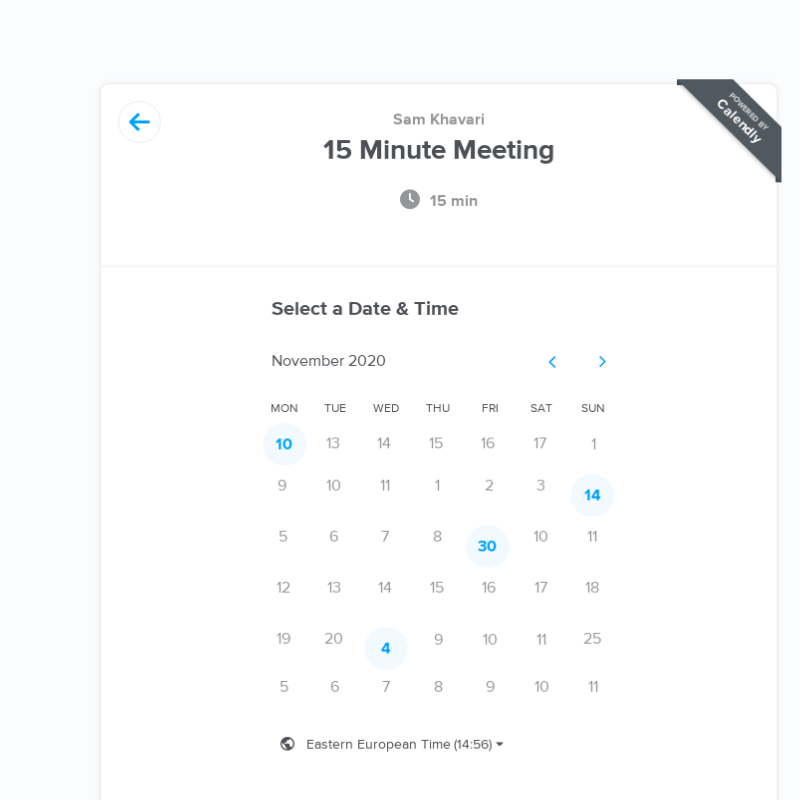 POWERED BY
Calendly
Sam Khavari
15 Minute Meeting
15 min
Select a Date & Time
November 2020
MON TUE WED THU FRI SAT SUN
10 13 14 15 16 17 1
9 10 11 1 2 3 14
5 6 7 8 30 10 11
12 13 14 15 16 17 18
19 20 4 9 10 11 25
5 6 7 8 9 10 11
Eastern European Time (14:56)